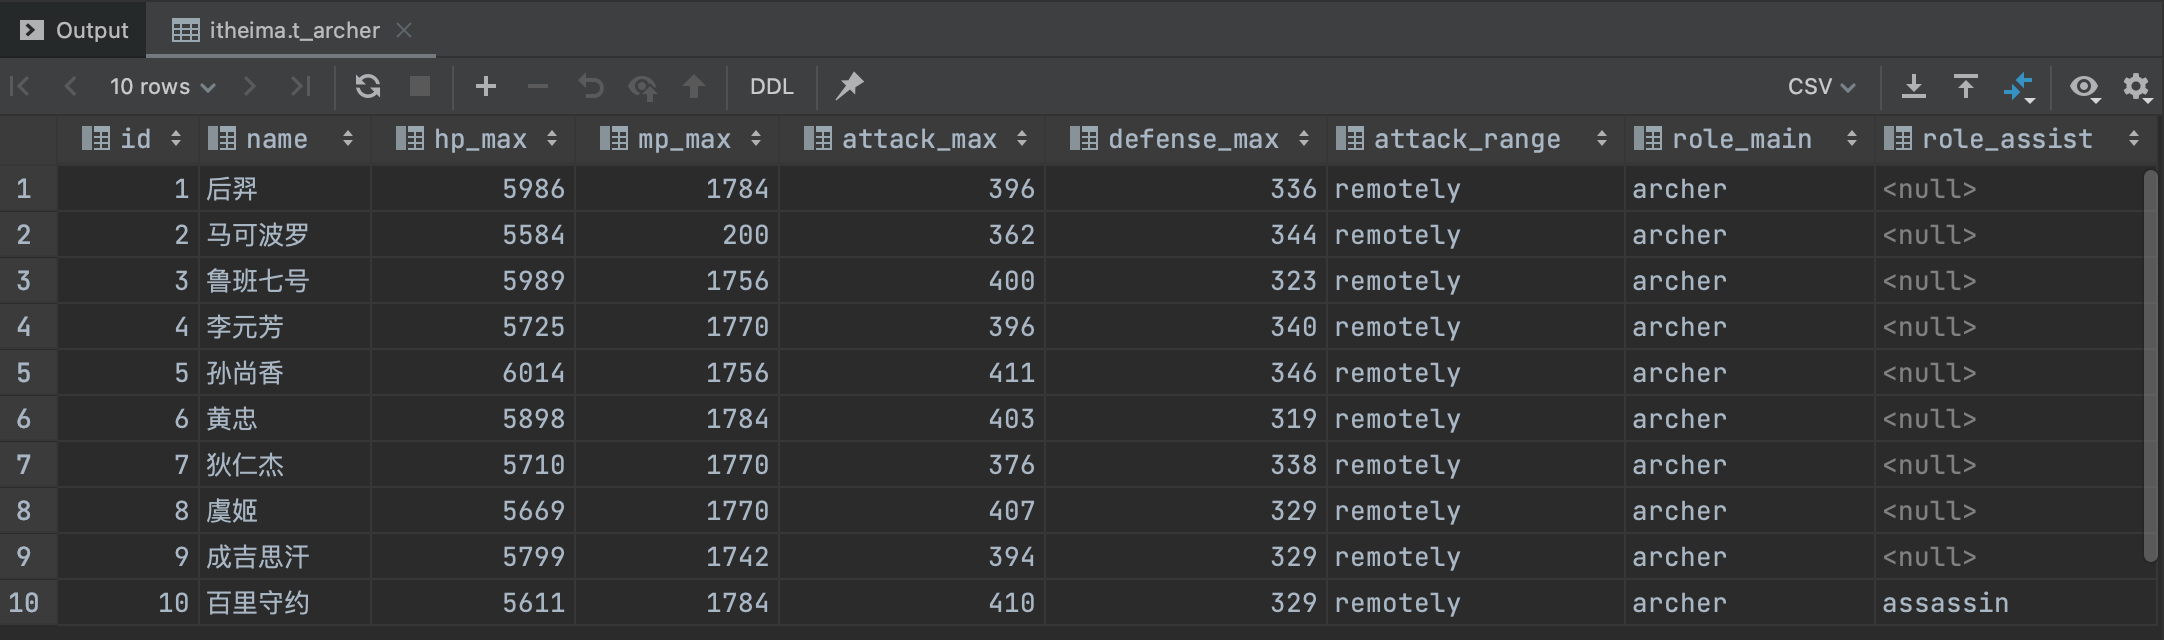 Output itheima.t_archer
10 rows DDL CSV
id name hp_max mp_max attack_max defense_max attack_range role_main role_assist
1 1 后羿 5986 1784 396 336 remotely archer <null>
2 2 马可波罗 5584 200 362 344 remotely archer <null>
3 3 鲁班七号 5989 1756 400 323 remotely archer <null>
4 4 李元芳 5725 1770 396 340 remotely archer <null>
5 5 孙尚香 6014 1756 411 346 remotely archer <null>
6 6 黄忠 5898 1784 403 319 remotely archer <null>
7 7 狄仁杰 5710 1770 376 338 remotely archer <null>
8 8 虞姬 5669 1770 407 329 remotely archer <null>
9 9 成吉思汗 5799 1742 394 329 remotely archer <null>
10 10 百里守约 5611 1784 410 329 remotely archer assassin